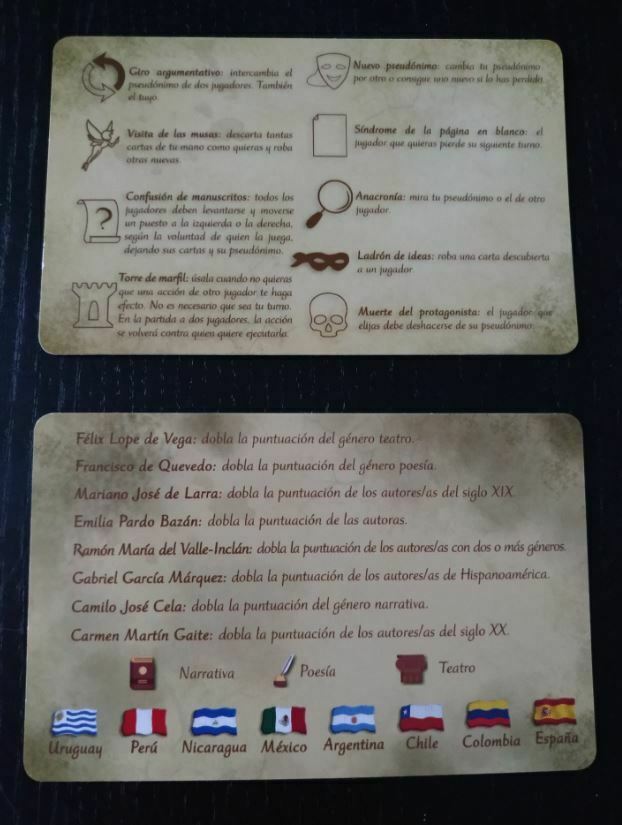 Giro argumentativo: intercambia el
pseudónimo de dos jugadores. También
el tuyo.
Visita de las musas: descarta tantas
cartas de tu mano como quieras y roba
otras nuevas.
Confusión de manuscritos: todos los
jugadores deben levantarse y moverse
un puesto a la izquierda o la derecha,
según la voluntad de quien la juega,
dejando sus cartas y su pseudónimo.
?
Torre de marfil: úsala cuando no quieras
que una acción de otro jugador te haga
efecto. No es necesario que sea tu turno.
En la partida a dos jugadores, la acción
se volverá contra quien quiere ejecutarla.
Nuevo pseudónimo: cambia tu pseudónimo
por otro o consigue uno nuevo si lo has perdido.
Síndrome de la página en blanco: el
jugador que quieras pierde su siguiente turno.
Anacronía: mira tu pseudónimo o el de otro
jugador.
Ladrón de ideas: roba una carta descubierta
a un jugador.
Muerte del protagonista: el jugador que
elijas debe deshacerse de su pseudónimo.
Félix Lope de Vega: dobla la puntuación del género teatro.
Francisco de Quevedo: dobla la puntuación del género poesía.
Mariano José de Larra: dobla la puntuación de los autores/as del siglo XIX.
Emilia Pardo Bazán: dobla la puntuación de las autoras.
Ramón María del Valle-Inclán: dobla la puntuación de los autores/as con dos o más géneros.
Gabriel García Márquez: dobla la puntuación de los autores/as de Hispanoamérica.
Camilo José Cela: dobla la puntuación del género narrativa.
Carmen Martín Gaite: dobla la puntuación de los autores/as del siglo XX.
Narrativa Poesía Teatro
Uruguay Perú Nicaragua México Argentina Chile Colombia España